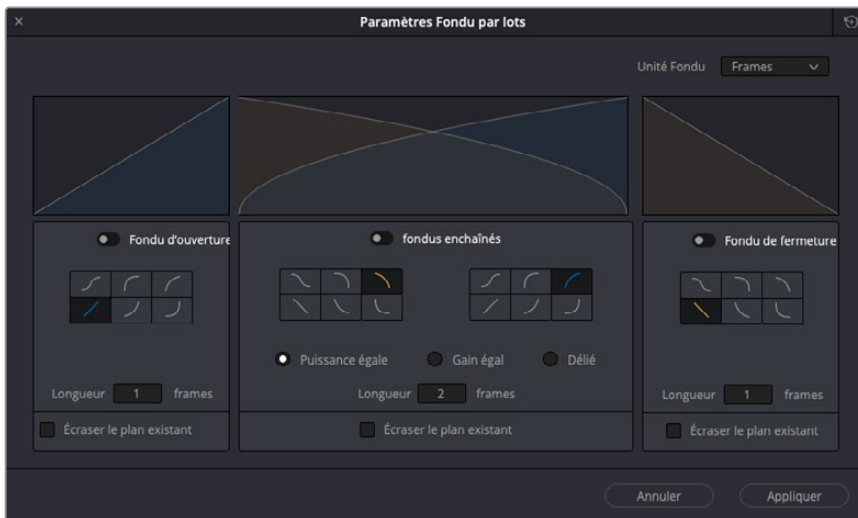 Paramètres Fondu par lots
Unité Fondu Frames
Fondu d'ouverture
fondus enchaînés
Fondu de fermeture
Puissance égale Gain égal Délié
Longueur 1 frames
Longueur 2 frames
Longueur 1 frames
Écraser le plan existant
Écraser le plan existant
Écraser le plan existant
Annuler Appliquer